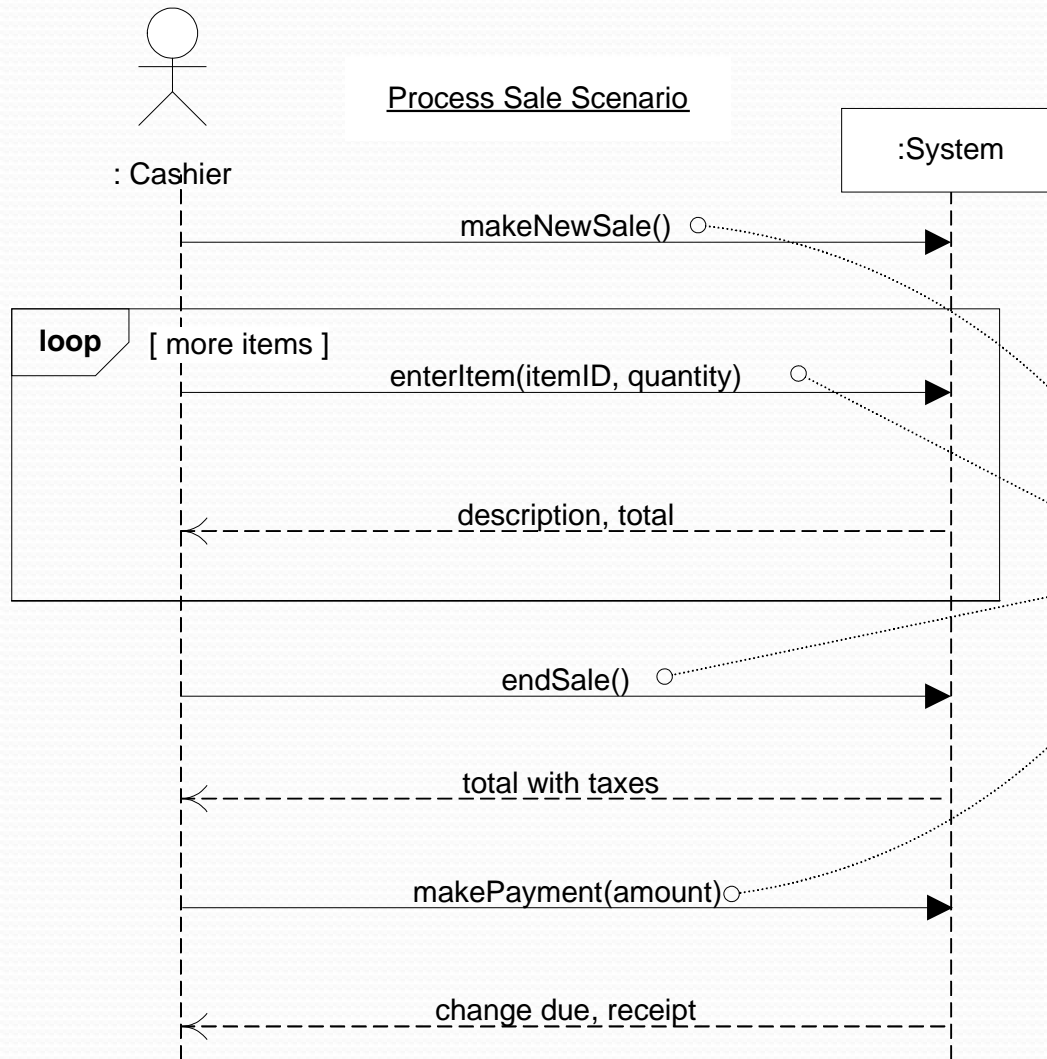 Process Sale Scenario
: Cashier
:System
makeNewSale()
loop
[ more items ]
enterItem(itemID, quantity)
description, total
endSale()
total with taxes
makePayment(amount)
change due, receipt